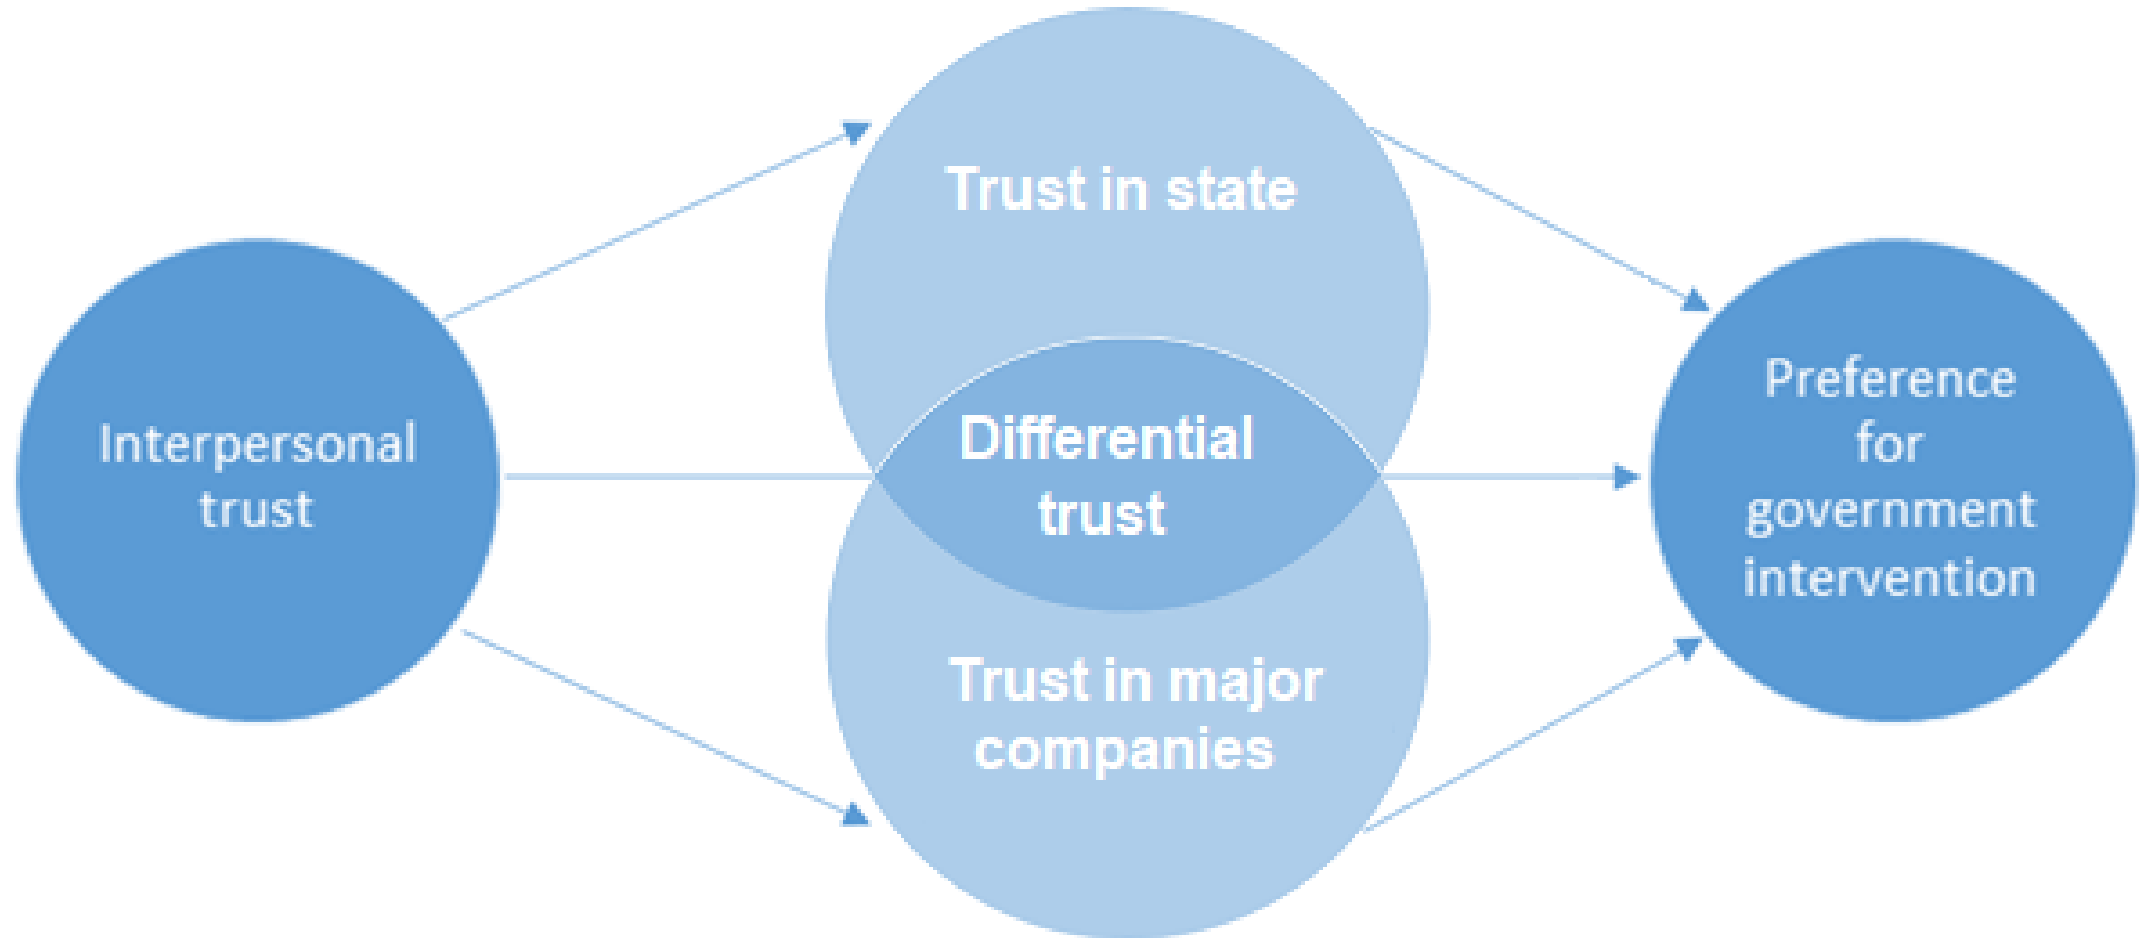 Interpersonal
trust
Trust in state
Differential
trust
Trust in major
companies
Preference
for
government
intervention